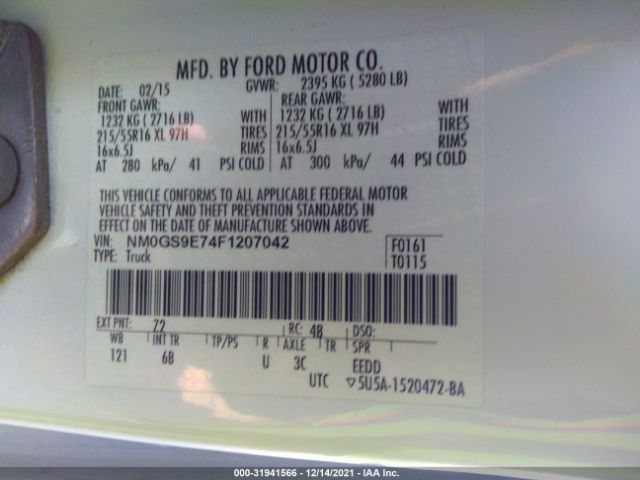 MFD. BY FORD MOTOR CO.
DATE: 02/15 GVWR: 2395 KG ( 5280 LB)
FRONT GAWR: REAR GAWR:
1232 KG ( 2716 LB) WITH 1232 KG ( 2716 LB) WITH
215/55R16 XL 97H TIRES 215/55R16 XL 97H TIRES
16x6.5J RIMS 16x6.5J RIMS
AT 280 kPa/ 41 PSI COLD AT 300 kPa/ 44 PSI COLD
THIS VEHICLE CONFORMS TO ALL APPLICABLE FEDERAL MOTOR
VEHICLE SAFETY AND THEFT PREVENTION STANDARDS IN
EFFECT ON THE DATE OF MANUFACTURE SHOWN ABOVE.
VIN: NM0GS9E74F1207042 F0161
TYPE: Truck T0115
EXT PNT: Z2 RC: 48 DSO:
WB INT TR TP/PS R AXLE TR SPR
121 6B U 3C EEDD
UTC ▽5U5A-1520472-BA
000-31941566 - 12/14/2021 - IAA Inc.